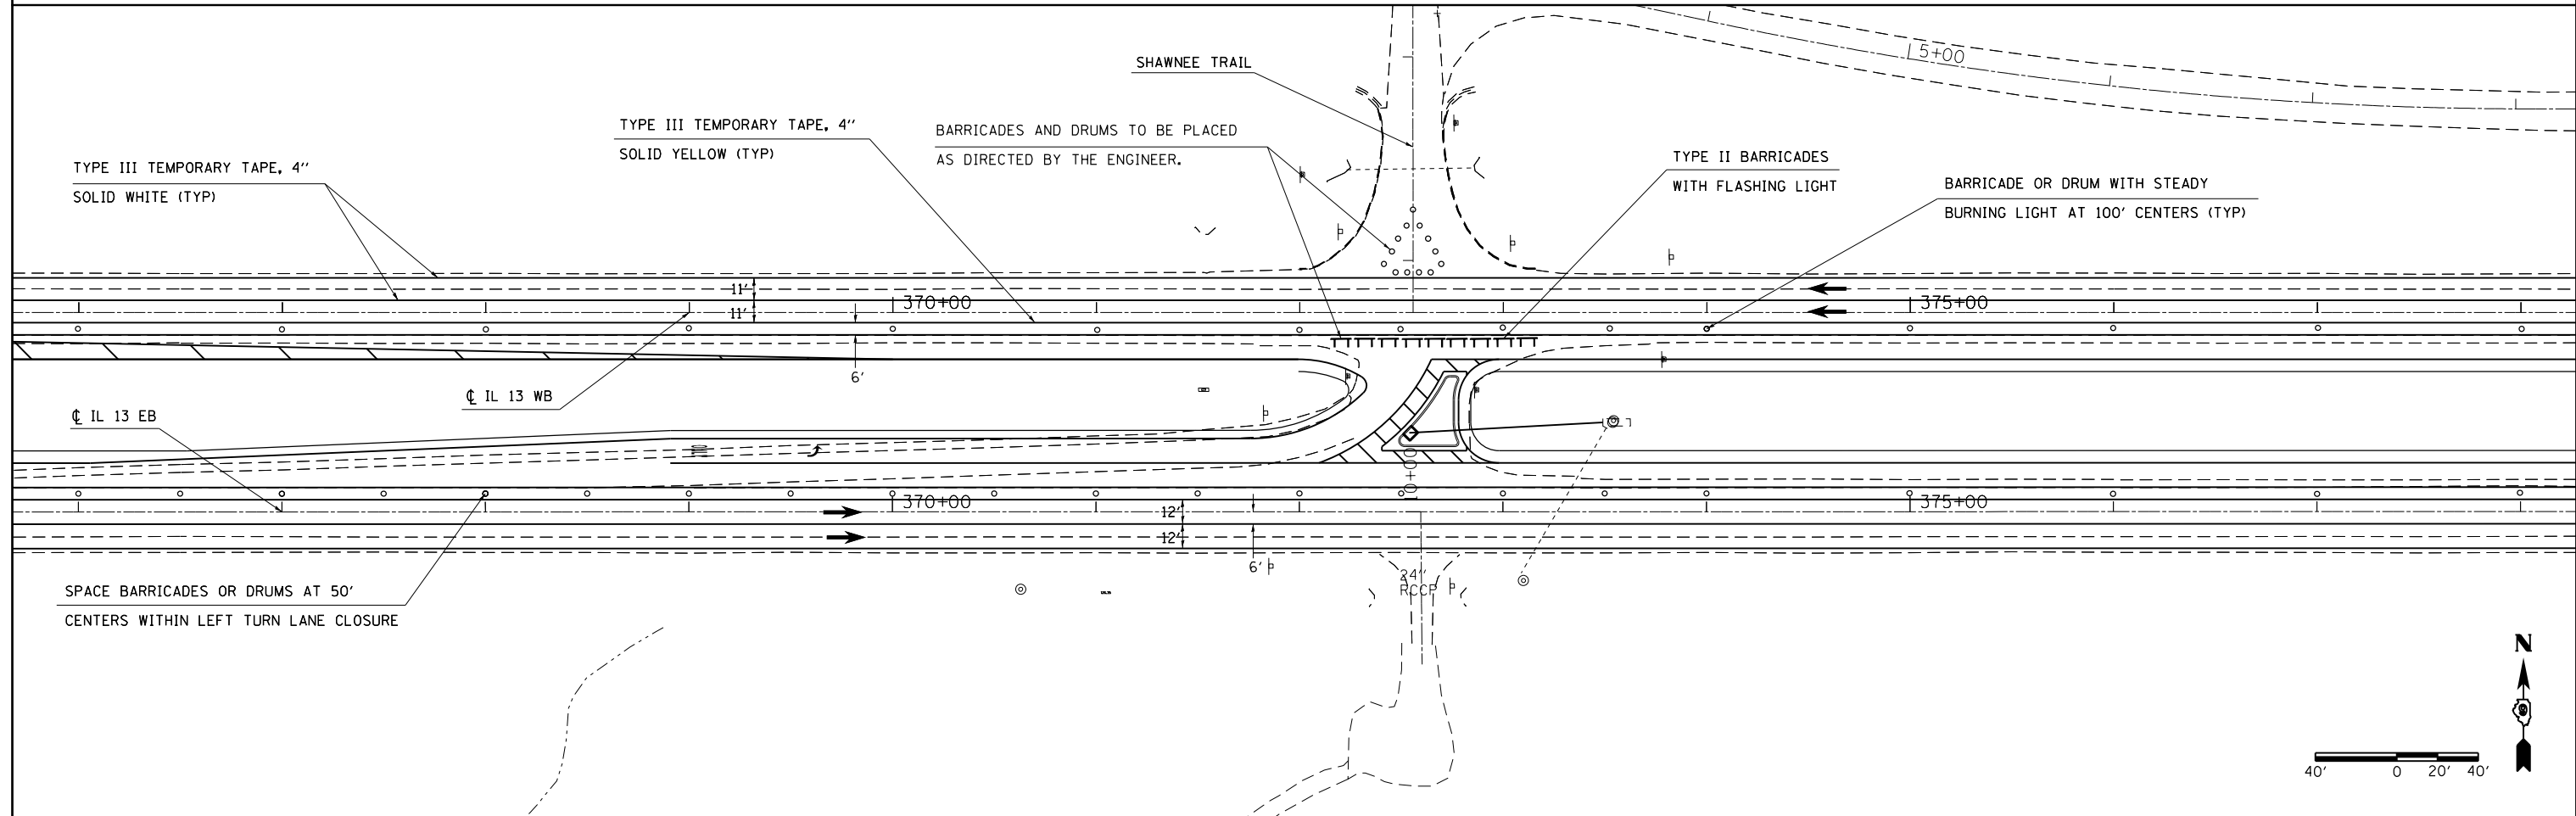 5+00
SHAWNEE TRAIL
TYPE III TEMPORARY TAPE, 4"
SOLID YELLOW (TYP)
BARRICADES AND DRUMS TO BE PLACED
AS DIRECTED BY THE ENGINEER.
TYPE III TEMPORARY TAPE, 4"
SOLID WHITE (TYP)
TYPE II BARRICADES
WITH FLASHING LIGHT
BARRICADE OR DRUM WITH STEADY
BURNING LIGHT AT 100' CENTERS (TYP)
11'
11'
370+00
375+00
6'
℄ IL 13 WB
℄ IL 13 EB
10+00
370+00
375+00
12'
12'
6'
24"
RCCP
SPACE BARRICADES OR DRUMS AT 50'
CENTERS WITHIN LEFT TURN LANE CLOSURE
N
40' 0 20' 40'